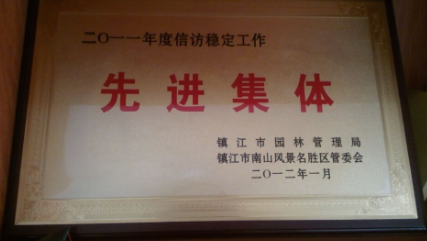 二〇一一年度信访稳定工作
先进集体
镇江市园林管理局
镇江市南山风景名胜区管委会
二〇一二年一月